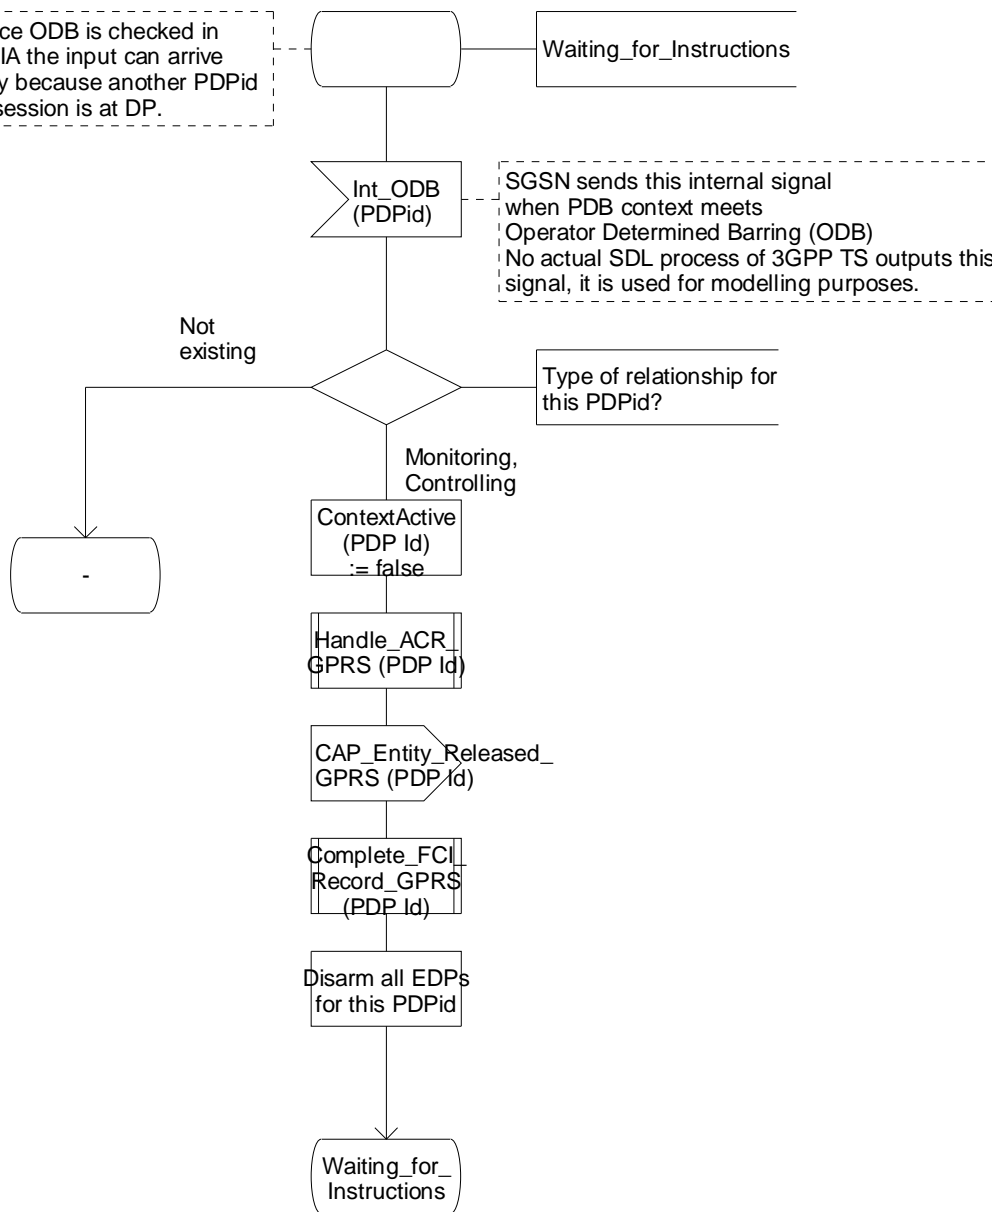 ce ODB is checked in
IA the input can arrive
y because another PDPid
session is at DP.
Waiting_for_Instructions
Int_ODB
(PDPid)
SGSN sends this internal signal
when PDB context meets
Operator Determined Barring (ODB)
No actual SDL process of 3GPP TS outputs this
signal, it is used for modelling purposes.
Not
existing
Type of relationship for
this PDPid?
Monitoring,
Controlling
ContextActive
(PDP Id)
:= false
-
Handle_ACR_
GPRS (PDP Id)
CAP_Entity_Released_
GPRS (PDP Id)
Complete_FCI_
Record_GPRS
(PDP Id)
Disarm all EDPs
for this PDPid
Waiting_for_
Instructions